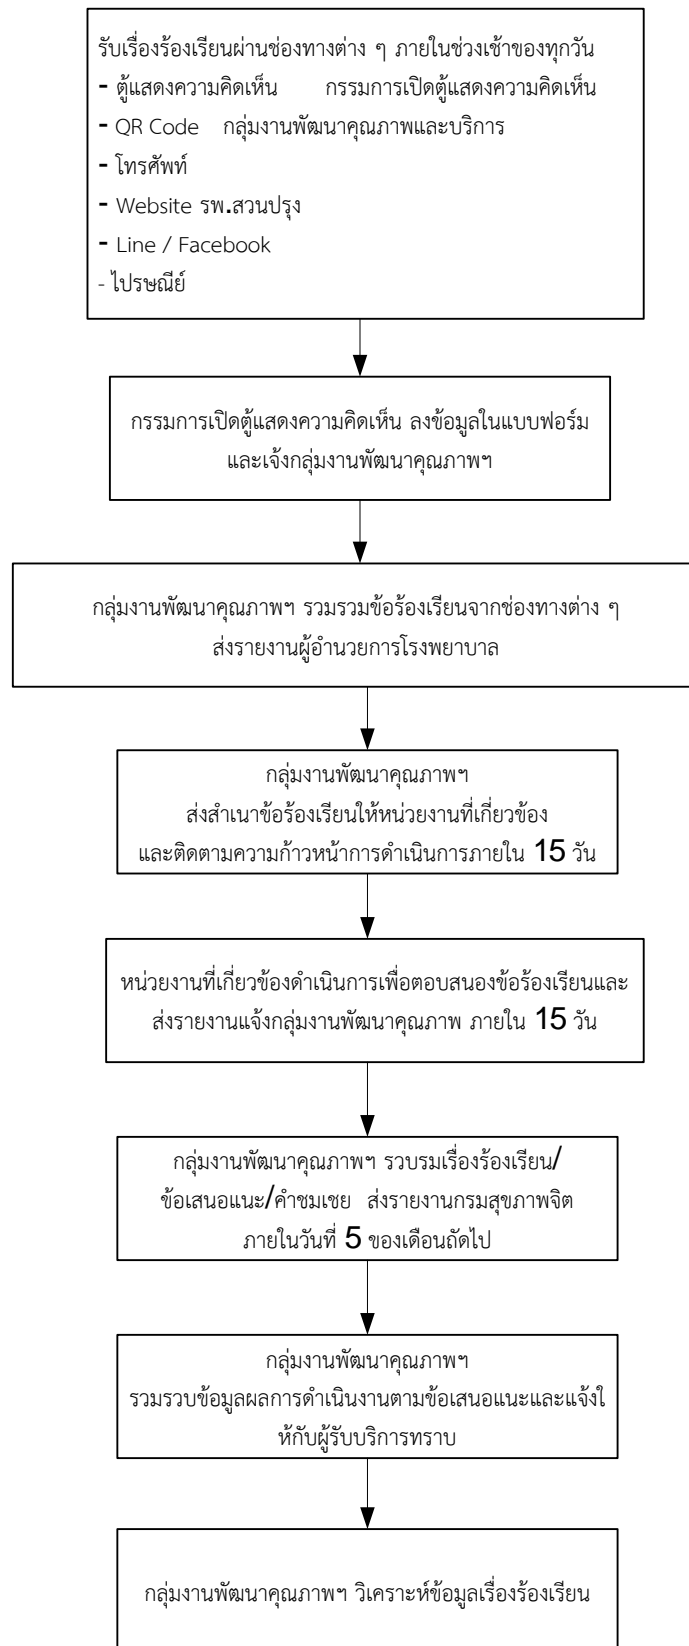 รับเรื่องร้องเรียนผ่านช่องทางต่าง ๆ ภายในช่วงเช้าของทุกวัน
- ตู้แสดงความคิดเห็น กรรมการเปิดตู้แสดงความคิดเห็น
- QR Code กลุ่มงานพัฒนาคุณภาพและบริการ
- โทรศัพท์
- Website รพ.สวนปรุง
- Line / Facebook
- ไปรษณีย์
กรรมการเปิดตู้แสดงความคิดเห็น ลงข้อมูลในแบบฟอร์ม
และเจ้งกลุ่มงานพัฒนาคุณภาพฯ
กลุ่มงานพัฒนาคุณภาพฯ รวมรวมข้อร้องเรียนจากช่องทางต่าง ๆ
ส่งรายงานผู้อำนวยการโรงพยาบาล
กลุ่มงานพัฒนาคุณภาพฯ
ส่งสำเนาข้อร้องเรียนให้หน่วยงานที่เกี่ยวข้อง
และติดตามความก้าวหน้าการดำเนินการภายใน 15 วัน
หน่วยงานที่เกี่ยวข้องดำเนินการเพื่อตอบสนองข้อร้องเรียนและ
ส่งรายงานแจ้งกลุ่มงานพัฒนาคุณภาพ ภายใน 15 วัน
กลุ่มงานพัฒนาคุณภาพฯ รวบรมเรื่องร้องเรียน/
ข้อเสนอแนะ/คำชมเชย ส่งรายงานกรมสุขภาพจิต
ภายในวันที่ 5 ของเดือนถัดไป
กลุ่มงานพัฒนาคุณภาพฯ
รวมรวบข้อมูลผลการดำเนินงานตามข้อเสนอแนะและแจ้งใ
ห้กับผู้รับบริการทราบ
กลุ่มงานพัฒนาคุณภาพฯ วิเคราะห์ข้อมูลเรื่องร้องเรียน